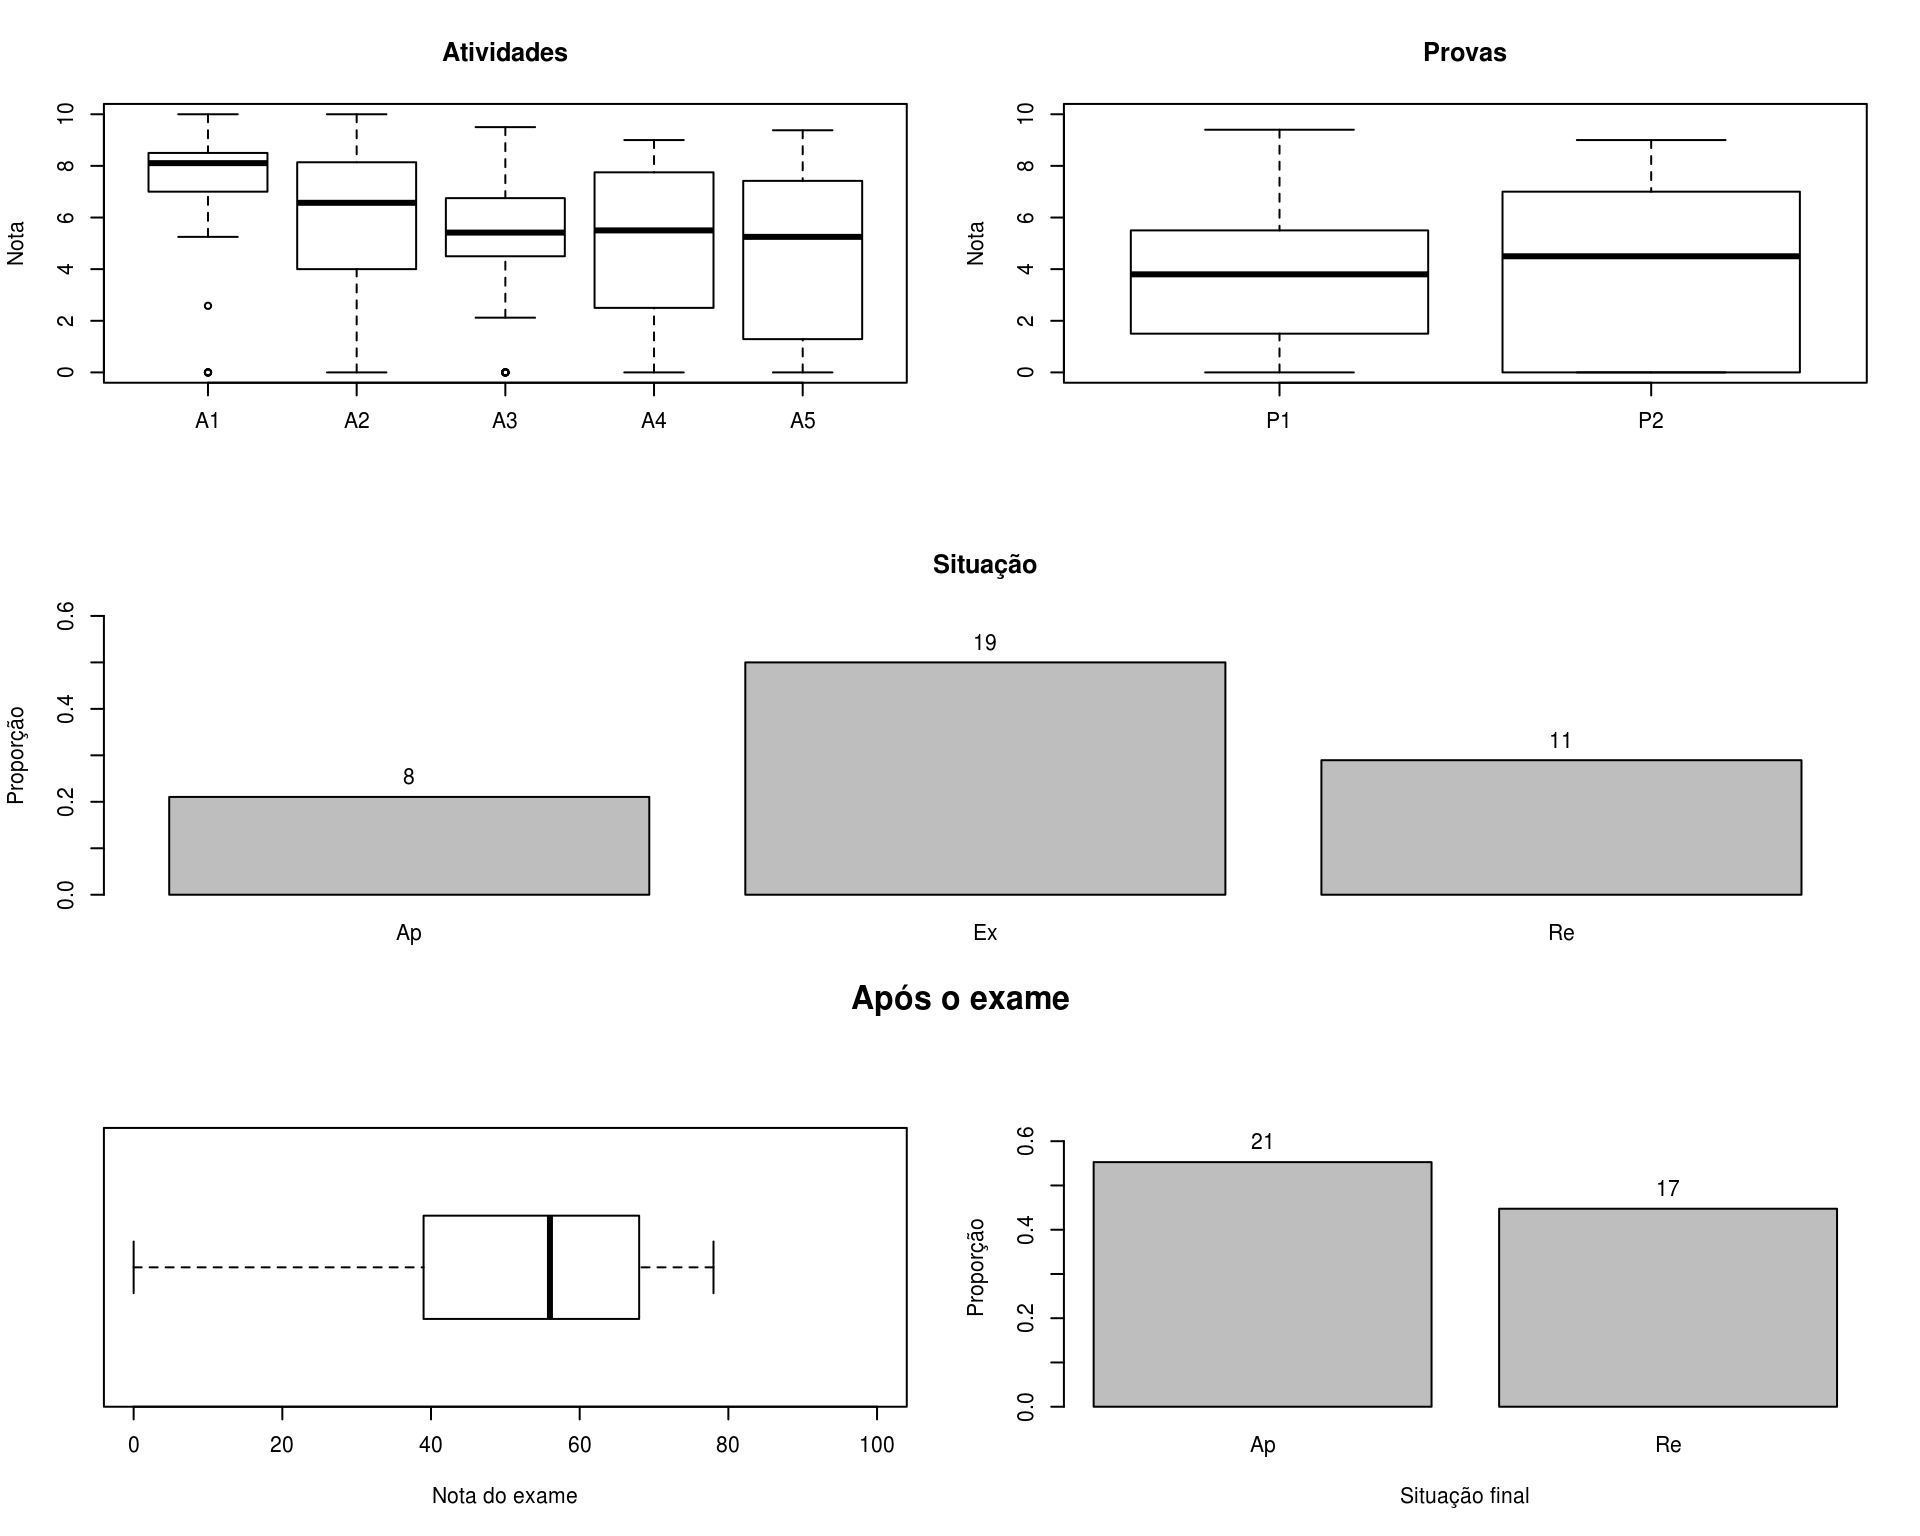 Atividades
Nota
10
8
6
4
2
0
A1 A2 A3 A4 A5
Provas
Nota
10
8
6
4
2
0
P1 P2
Situação
Proporção
0.6
0.4
0.2
0.0
8
19
11
Ap Ex Re
Após o exame
0 20 40 60 80 100
Nota do exame
Proporção
0.6
0.4
0.2
0.0
21
17
Ap Re
Situação final